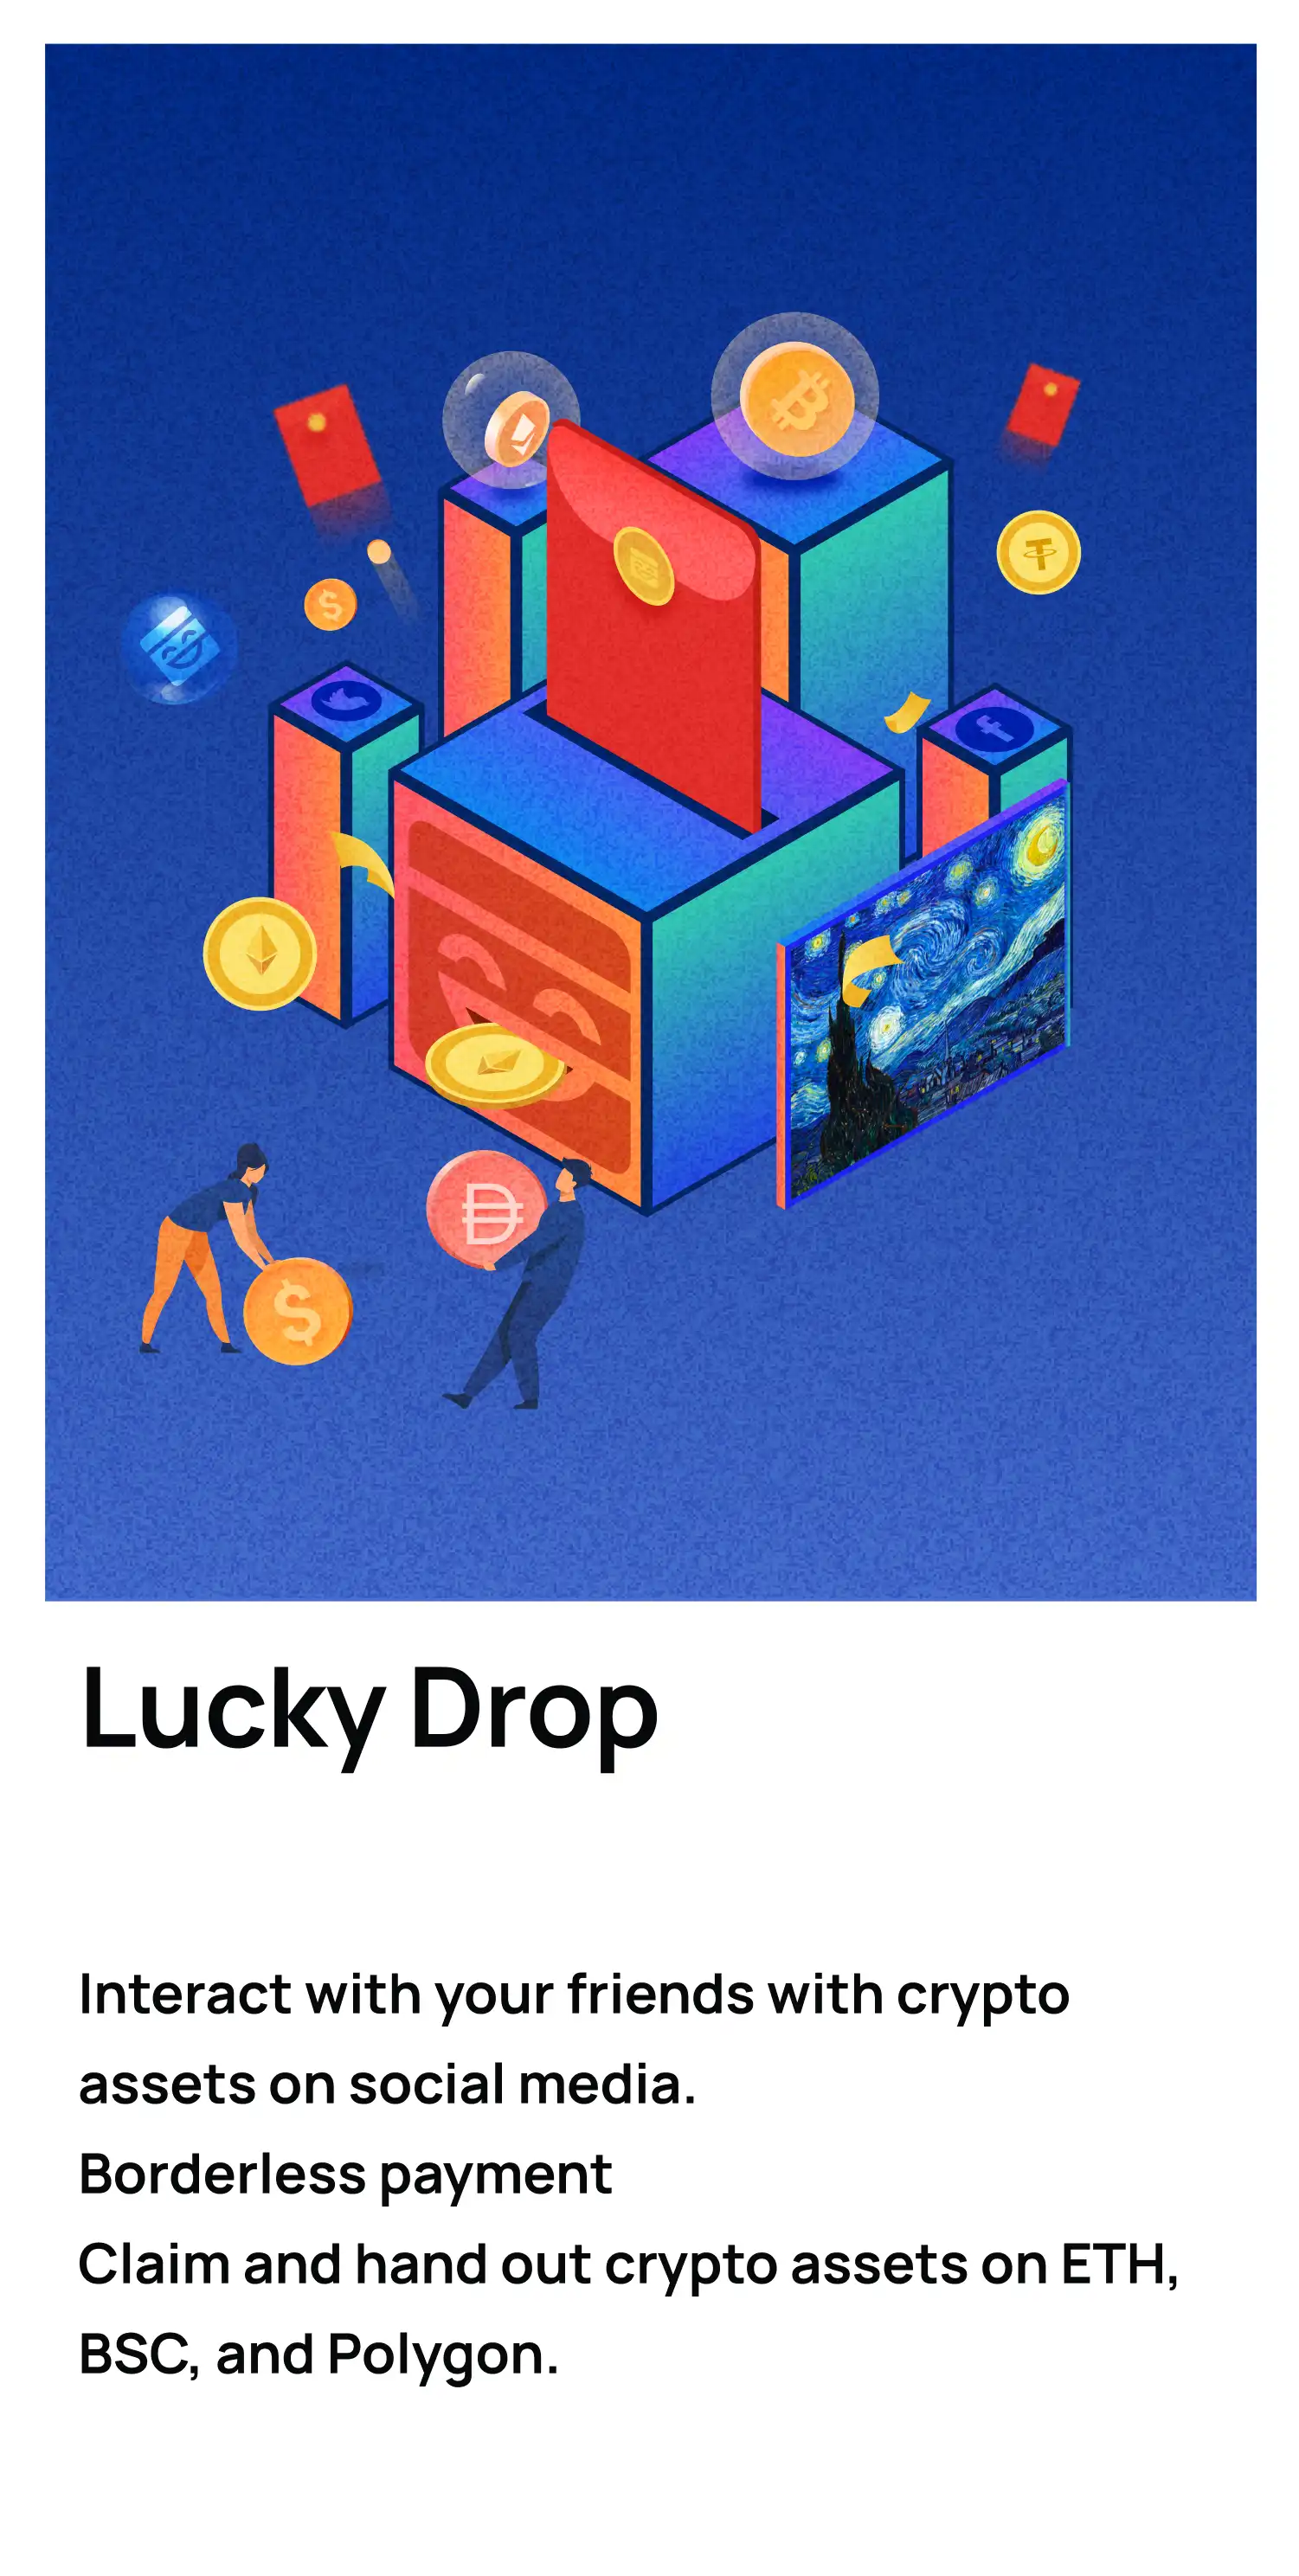 Lucky Drop
Interact with your friends with crypto
assets on social media.
Borderless payment
Claim and hand out crypto assets on ETH,
BSC, and Polygon.